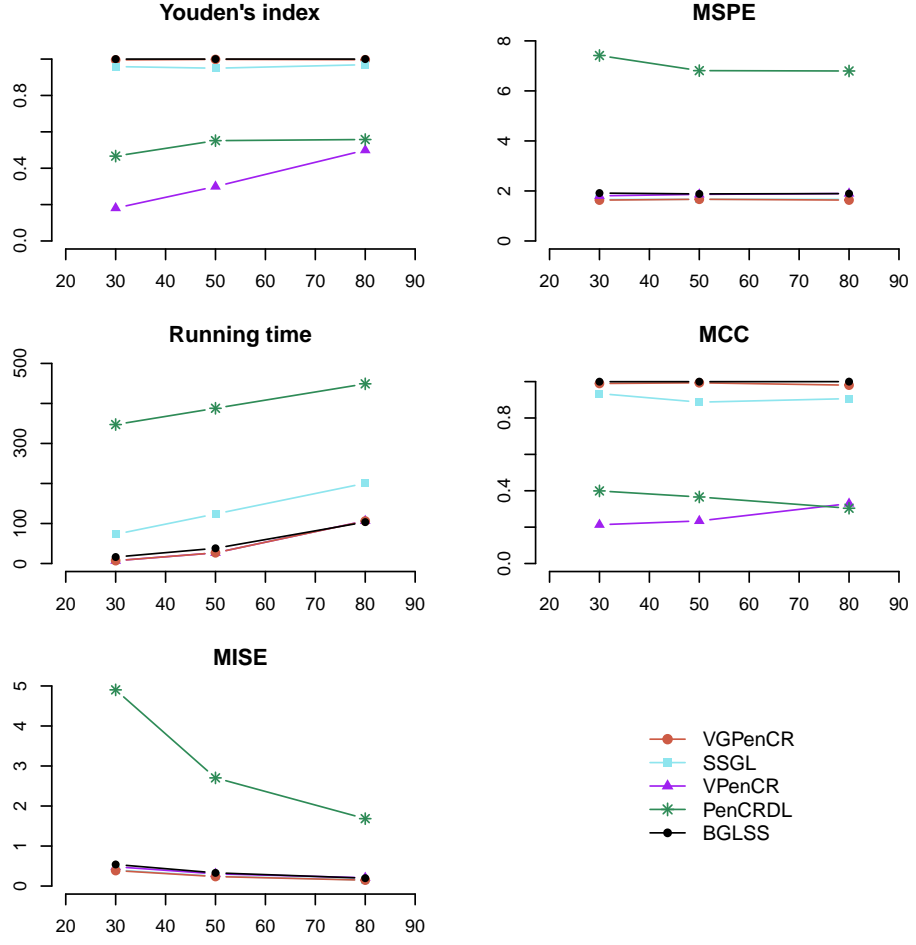 Youden's index
0.0 0.4 0.8
20 30 40 50 60 70 80 90
MSPE
0 2 4 6 8
20 30 40 50 60 70 80 90
Running time
0 100 300 500
20 30 40 50 60 70 80 90
MCC
0.0 0.4 0.8
20 30 40 50 60 70 80 90
MISE
0 1 2 3 4 5
20 30 40 50 60 70 80 90
VGPenCR
SSGL
VPenCR
PenCRDL
BGLSS